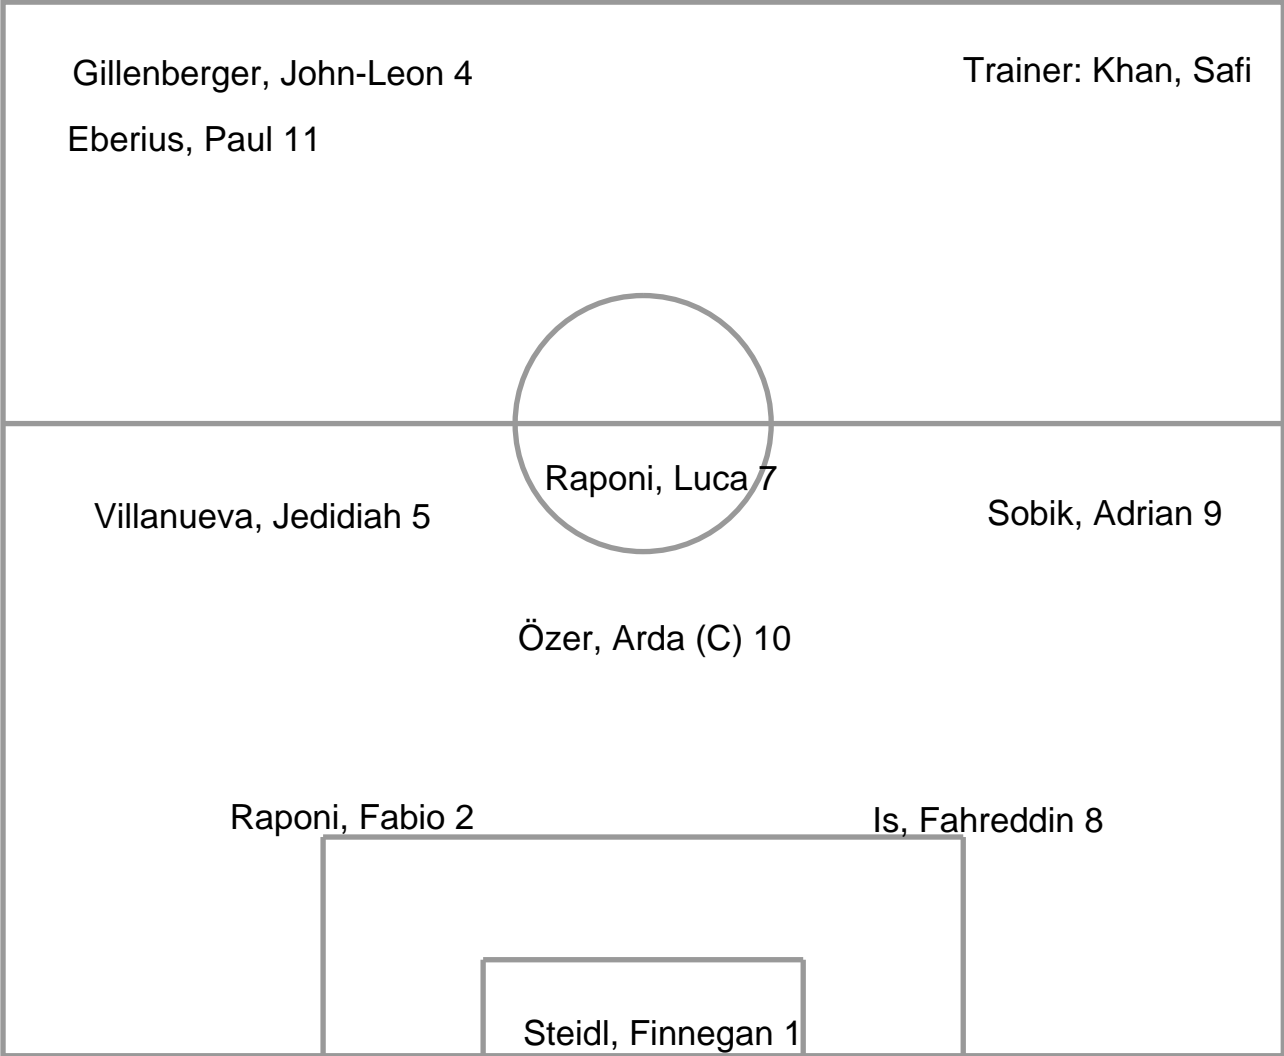 Gillenberger, John-Leon 4
Trainer: Khan, Safi
Eberius, Paul 11
Raponi, Luca 7
Villanueva, Jedidiah 5
Sobik, Adrian 9
Özer, Arda (C) 10
Raponi, Fabio 2
Is, Fahreddin 8
Steidl, Finnegan 1